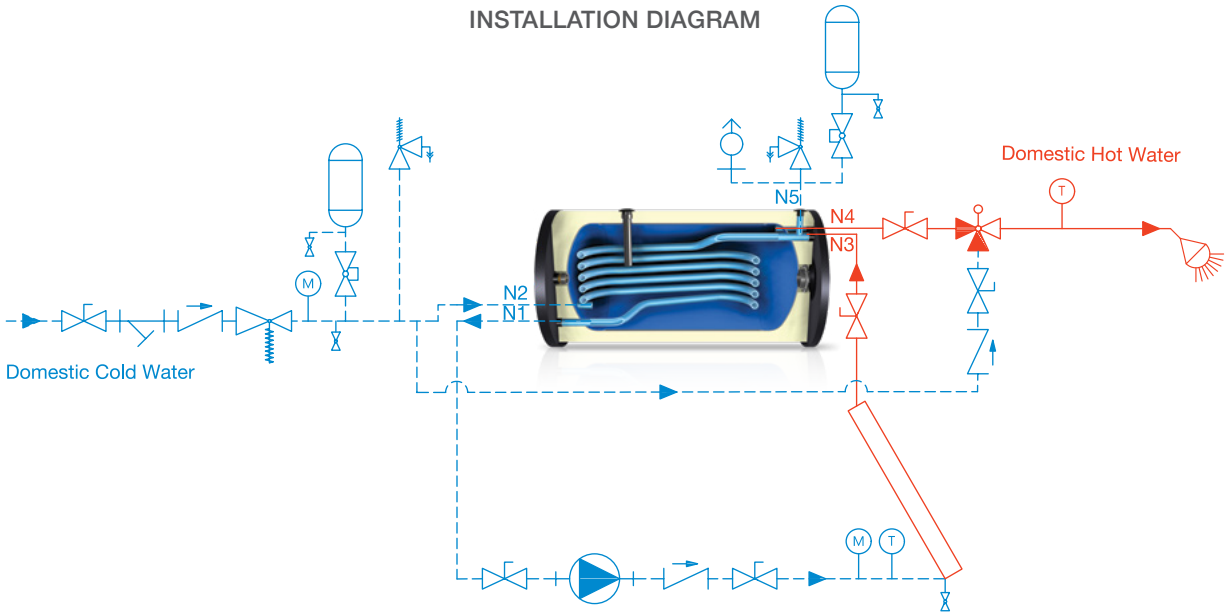 INSTALLATION DIAGRAM
Domestic Hot Water
T
N5
N4
N3
M
N2
N1
Domestic Cold Water
M
T